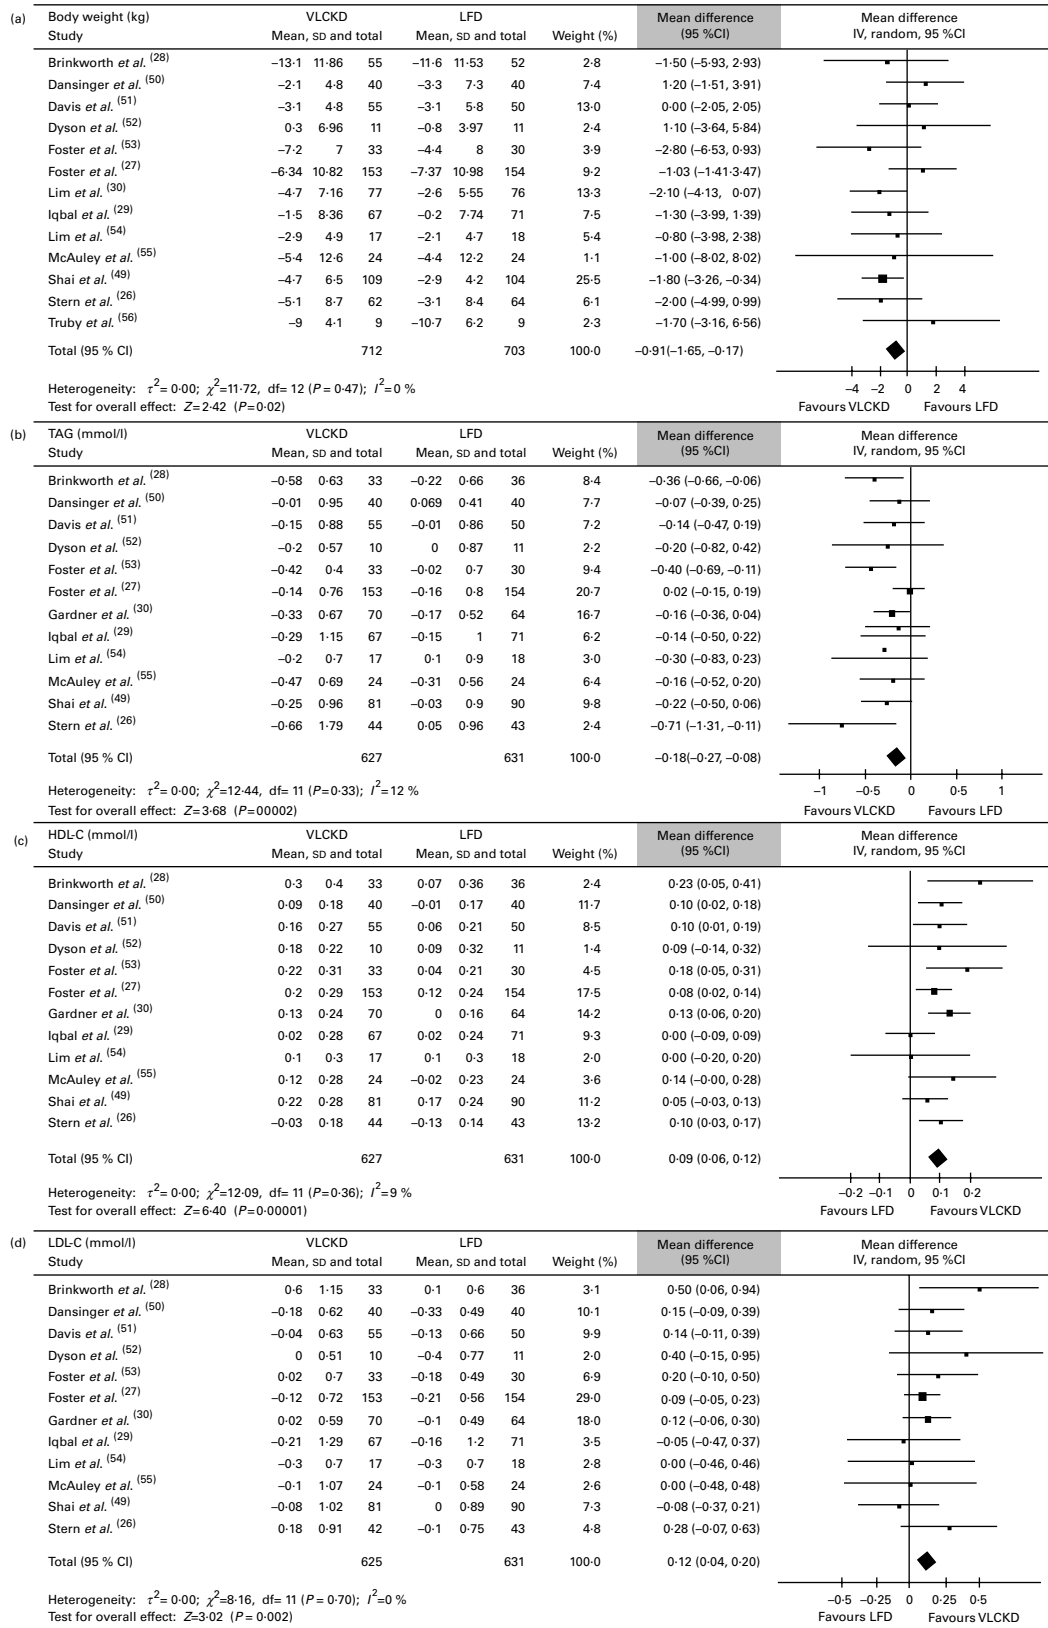 (a) Body weight (kg) VLCKD LFD Mean difference Mean difference
Study Mean, SD and total Mean, SD and total Weight (%) (95 %CI) IV, random, 95 %CI
Brinkworth et al. (28) −13·1 11·86 55 −11·6 11·53 52 2·8 −1·50 (−5·93, 2·93)
Dansinger et al. (50) −2·1 4·8 40 −3·3 7·3 40 7·4 1·20 (−1·51, 3·91)
Davis et al. (51) −3·1 4·8 55 −3·1 5·8 50 13·0 0·00 (−2·05, 2·05)
Dyson et al. (52) 0·3 6·96 11 −0·8 3·97 11 2·4 1·10 (−3·64, 5·84)
Foster et al. (53) −7·2 7 33 −4·4 8 30 3·9 −2·80 (−6·53, 0·93)
Foster et al. (27) −6·34 10·82 153 −7·37 10·98 154 9·2 −1·03 (−1·41·3·47)
Lim et al. (30) −4·7 7·16 77 −2·6 5·55 76 13·3 −2·10 (−4·13, 0·07)
Iqbal et al. (29) −1·5 8·36 67 −0·2 7·74 71 7·5 −1·30 (−3·99, 1·39)
Lim et al. (54) −2·9 4·9 17 −2·1 4·7 18 5·4 −0·80 (−3·98, 2·38)
McAuley et al. (55) −5·4 12·6 24 −4·4 12·2 24 1·1 −1·00 (−8·02, 8·02)
Shai et al. (49) −4·7 6·5 109 −2·9 4·2 104 25·5 −1·80 (−3·26, −0·34)
Stern et al. (26) −5·1 8·7 62 −3·1 8·4 64 6·1 −2·00 (−4·99, 0·99)
Truby et al. (56) −9 4·1 9 −10·7 6·2 9 2·3 −1·70 (−3·16, 6·56)
Total (95 % CI) 712 703 100·0 −0·91(−1·65, −0·17)
Heterogeneity: τ²= 0·00; χ²=11·72, df= 12 (P = 0·47); I²=0 %
−4 −2 0 2 4
Test for overall effect: Z=2·42 (P=0·02) Favours VLCKD Favours LFD
(b) TAG (mmol/l) VLCKD LFD Mean difference Mean difference
Study Mean, SD and total Mean, SD and total Weight (%) (95 %CI) IV, random, 95 %CI
Brinkworth et al. (28) −0·58 0·63 33 −0·22 0·66 36 8·4 −0·36 (−0·66, −0·06)
Dansinger et al. (50) −0·01 0·95 40 0·069 0·41 40 7·7 −0·07 (−0·39, 0·25)
Davis et al. (51) −0·15 0·88 55 −0·01 0·86 50 7·2 −0·14 (−0·47, 0·19)
Dyson et al. (52) −0·2 0·57 10 0 0·87 11 2·2 −0·20 (−0·82, 0·42)
Foster et al. (53) −0·42 0·4 33 −0·02 0·7 30 9·4 −0·40 (−0·69, −0·11)
Foster et al. (27) −0·14 0·76 153 −0·16 0·8 154 20·7 0·02 (−0·15, 0·19)
Gardner et al. (30) −0·33 0·67 70 −0·17 0·52 64 16·7 −0·16 (−0·36, 0·04)
Iqbal et al. (29) −0·29 1·15 67 −0·15 1 71 6·2 −0·14 (−0·50, 0·22)
Lim et al. (54) −0·2 0·7 17 0·1 0·9 18 3·0 −0·30 (−0·83, 0·23)
McAuley et al. (55) −0·47 0·69 24 −0·31 0·56 24 6·4 −0·16 (−0·52, 0·20)
Shai et al. (49) −0·25 0·96 81 −0·03 0·9 90 9·8 −0·22 (−0·50, 0·06)
Stern et al. (26) −0·66 1·79 44 0·05 0·96 43 2·4 −0·71 (−1·31, −0·11)
Total (95 % CI) 627 631 100·0 −0·18(−0·27, −0·08)
Heterogeneity: τ²= 0·00; χ²=12·44, df= 11 (P=0·33); I²=12 % −1 −0·5 0 0·5 1
Test for overall effect: Z=3·68 (P=00002) Favours VLCKD Favours LFD
(c) HDL-C (mmol/l) VLCKD LFD Mean difference Mean difference
Study Mean, SD and total Mean, SD and total Weight (%) (95 %CI) IV, random, 95 %CI
Brinkworth et al. (28) 0·3 0·4 33 0·07 0·36 36 2·4 0·23 (0·05, 0·41)
Dansinger et al. (50) 0·09 0·18 40 −0·01 0·17 40 11·7 0·10 (0·02, 0·18)
Davis et al. (51) 0·16 0·27 55 0·06 0·21 50 8·5 0·10 (0·01, 0·19)
Dyson et al. (52) 0·18 0·22 10 0·09 0·32 11 1·4 0·09 (−0·14, 0·32)
Foster et al. (53) 0·22 0·31 33 0·04 0·21 30 4·5 0·18 (0·05, 0·31)
Foster et al. (27) 0·2 0·29 153 0·12 0·24 154 17·5 0·08 (0·02, 0·14)
Gardner et al. (30) 0·13 0·24 70 0 0·16 64 14·2 0·13 (0·06, 0·20)
Iqbal et al. (29) 0·02 0·28 67 0·02 0·24 71 9·3 0·00 (−0·09, 0·09)
Lim et al. (54) 0·1 0·3 17 0·1 0·3 18 2·0 0·00 (−0·20, 0·20)
McAuley et al. (55) 0·12 0·28 24 −0·02 0·23 24 3·6 0·14 (−0·00, 0·28)
Shai et al. (49) 0·22 0·28 81 0·17 0·24 90 11·2 0·05 (−0·03, 0·13)
Stern et al. (26) −0·03 0·18 44 −0·13 0·14 43 13·2 0·10 (0·03, 0·17)
Total (95 % CI) 627 631 100·0 0·09 (0·06, 0·12)
Heterogeneity: τ²= 0·00; χ²=12·09, df= 11 (P=0·36); I²=9 % −0·2 −0·1 0 0·1 0·2
Test for overall effect: Z=6·40 (P=0·00001) Favours LFD Favours VLCKD
(d) LDL-C (mmol/l) VLCKD LFD Mean difference Mean difference
Study Mean, SD and total Mean, SD and total Weight (%) (95 %CI) IV, random, 95 %CI
Brinkworth et al. (28) 0·6 1·15 33 0·1 0·6 36 3·1 0·50 (0·06, 0·94)
Dansinger et al. (50) −0·18 0·62 40 −0·33 0·49 40 10·1 0·15 (−0·09, 0·39)
Davis et al. (51) −0·04 0·63 55 −0·13 0·66 50 9·9 0·14 (−0·11, 0·39)
Dyson et al. (52) 0 0·51 10 −0·4 0·77 11 2·0 0·40 (−0·15, 0·95)
Foster et al. (53) 0·02 0·7 33 −0·18 0·49 30 6·9 0·20 (−0·10, 0·50)
Foster et al. (27) −0·12 0·72 153 −0·21 0·56 154 29·0 0·09 (−0·05, 0·23)
Gardner et al. (30) 0·02 0·59 70 −0·1 0·49 64 18·0 0·12 (−0·06, 0·30)
Iqbal et al. (29) −0·21 1·29 67 −0·16 1·2 71 3·5 −0·05 (−0·47, 0·37)
Lim et al. (54) −0·3 0·7 17 −0·3 0·7 18 2·8 0·00 (−0·46, 0·46)
McAuley et al. (55) −0·1 1·07 24 −0·1 0·58 24 2·6 0·00 (−0·48, 0·48)
Shai et al. (49) −0·08 1·02 81 0 0·89 90 7·3 −0·08 (−0·37, 0·21)
Stern et al. (26) 0·18 0·91 42 −0·1 0·75 43 4·8 0·28 (−0·07, 0·63)
Total (95 % CI) 625 631 100·0 0·12 (0·04, 0·20)
Heterogeneity: τ²= 0·00; χ²=8·16, df= 11 (P = 0·70); I²=0 % −0·5 −0·25 0 0·25 0·5
Test for overall effect: Z=3·02 (P = 0·002) Favours LFD Favours VLCKD